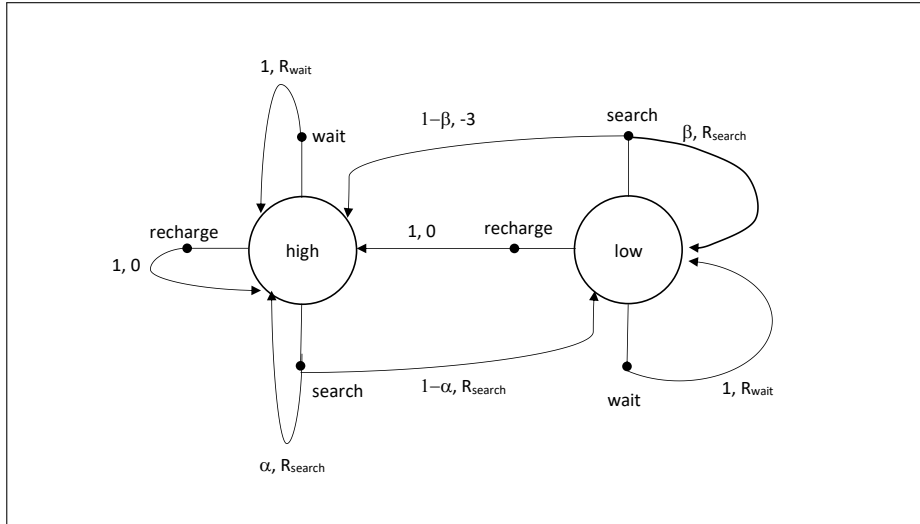 1, Rwait
search
1−β, -3
β, Rsearch
wait
recharge
1, 0
recharge
high
low
1, 0
search
1−α, Rsearch
wait
1, Rwait
α, Rsearch